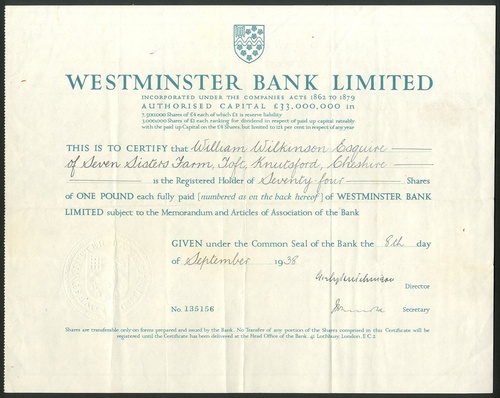 WESTMINSTER BANK LIMITED
INCORPORATED UNDER THE COMPANIES ACTS 1862 TO 1879
AUTHORISED CAPITAL £33,000,000 in
7,500,000 Shares of £4 each of which £2 is reserve liability
3,000,000 Shares of £1 each ranking for dividend in respect of paid up capital rateably
with the paid up Capital on the £4 Shares, but limited to 12½ per cent in respect of any year
THIS IS TO CERTIFY that William Wilkinson Esquire
of Seven Sisters Farm, Toft, Knutsford, Cheshire
is the Registered Holder of Seventy four Shares
of ONE POUND each fully paid [numbered as on the back hereof] of WESTMINSTER BANK
LIMITED subject to the Memorandum and Articles of Association of the Bank
GIVEN under the Common Seal of the Bank the 8th day
of September 1938
Director
No. 135156
Secretary
Shares are transferable only on forms prepared and issued by the Bank. No Transfer of any portion of the Shares comprised in this Certificate will be
registered until the Certificate has been delivered at the Head Office of the Bank, 41 Lothbury, London, E.C.2